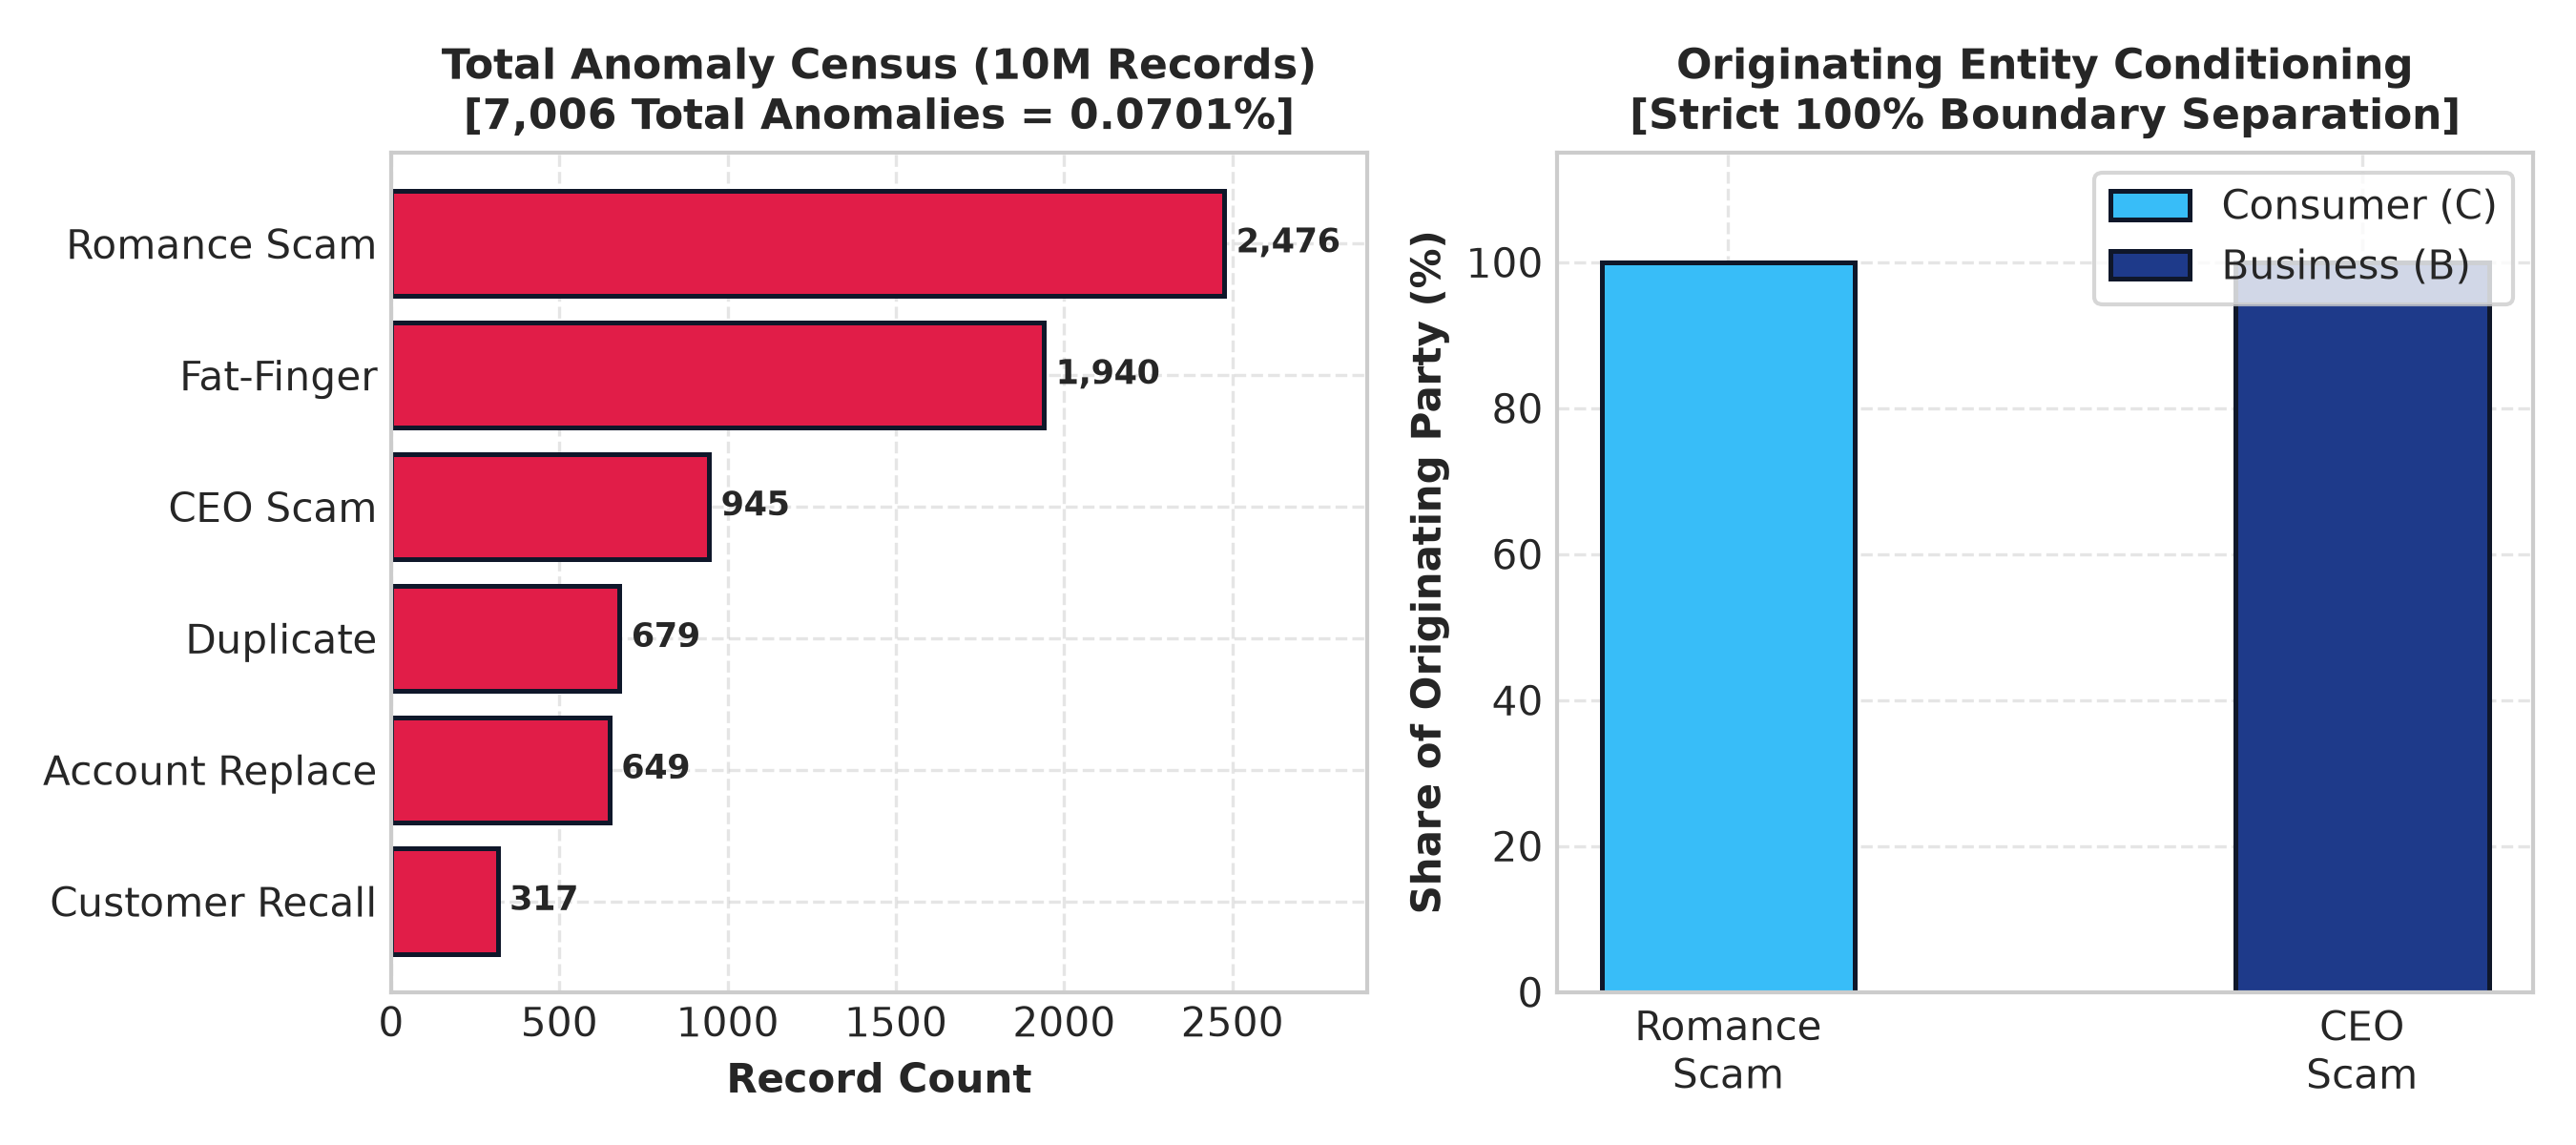 Total Anomaly Census (10M Records)
[7,006 Total Anomalies = 0.0701%]
Romance Scam
2,476
Fat-Finger
1,940
CEO Scam
945
Duplicate
679
Account Replace
649
Customer Recall
317
0 500 1000 1500 2000 2500
Record Count
Originating Entity Conditioning
[Strict 100% Boundary Separation]
Share of Originating Party (%)
100
80
60
40
20
0
Consumer (C)
Business (B)
Romance
Scam
CEO
Scam